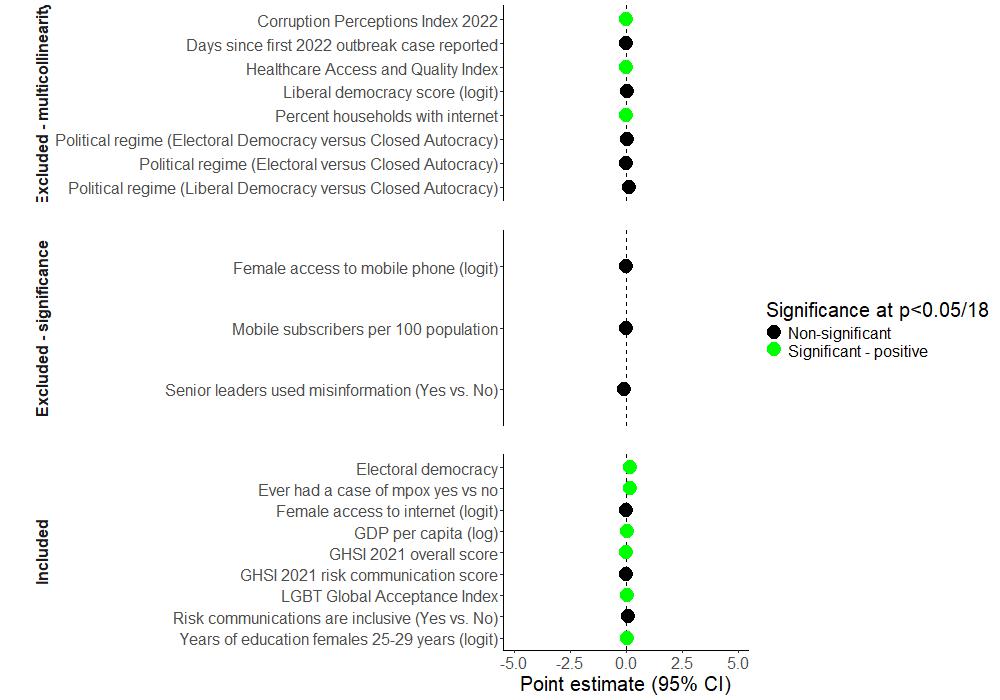 Excluded - multicollinearity
Corruption Perceptions Index 2022
Days since first 2022 outbreak case reported
Healthcare Access and Quality Index
Liberal democracy score (logit)
Percent households with internet
Political regime (Electoral Democracy versus Closed Autocracy)
Political regime (Electoral versus Closed Autocracy)
Political regime (Liberal Democracy versus Closed Autocracy)
Excluded - significance
Female access to mobile phone (logit)
Mobile subscribers per 100 population
Senior leaders used misinformation (Yes vs. No)
Included
Electoral democracy
Ever had a case of mpox yes vs no
Female access to internet (logit)
GDP per capita (log)
GHSI 2021 overall score
GHSI 2021 risk communication score
LGBT Global Acceptance Index
Risk communications are inclusive (Yes vs. No)
Years of education females 25-29 years (logit)
-5.0 -2.5 0.0 2.5 5.0
Point estimate (95% CI)
Significance at p<0.05/18
Non-significant
Significant - positive